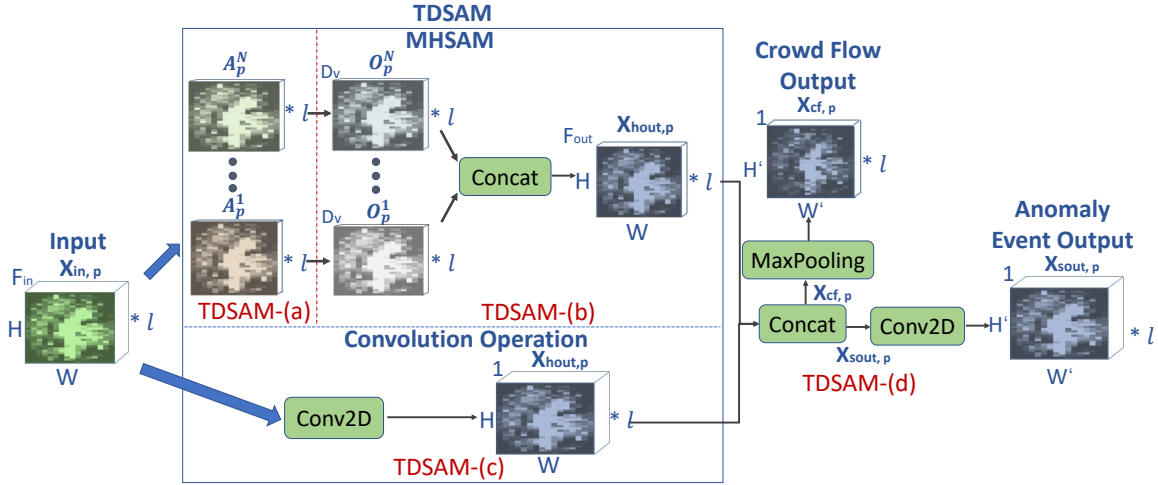 TDSAM
MHSAM
A_p^N
* l
D_v
O_p^N
* l
A_p^1
* l
D_v
O_p^1
* l
Concat
X_hout,p
F_out
H
W
* l
TDSAM-(a)
TDSAM-(b)
Input
X_in, p
F_in
H
W
* l
Convolution Operation
X_hout,p
1
H
W
* l
Conv2D
TDSAM-(c)
Crowd Flow
Output
X_cf, p
1
H‘
W‘
* l
MaxPooling
X_cf, p
Concat
X_sout, p
Conv2D
TDSAM-(d)
Anomaly
Event Output
X_sout, p
1
H‘
W‘
* l